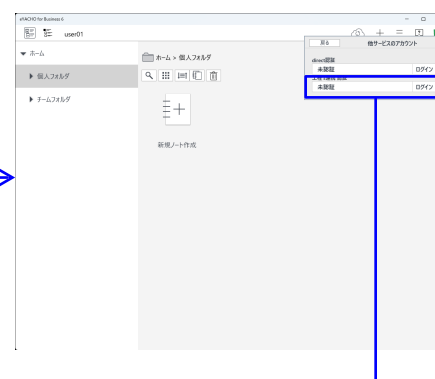 eYACHO for Business 6
user01
戻る 他サービスのアカウント
direct認証
未認証 ログイン
未認証 ログイン
ホーム
個人フォルダ
チームフォルダ
ホーム > 個人フォルダ
新規ノート作成